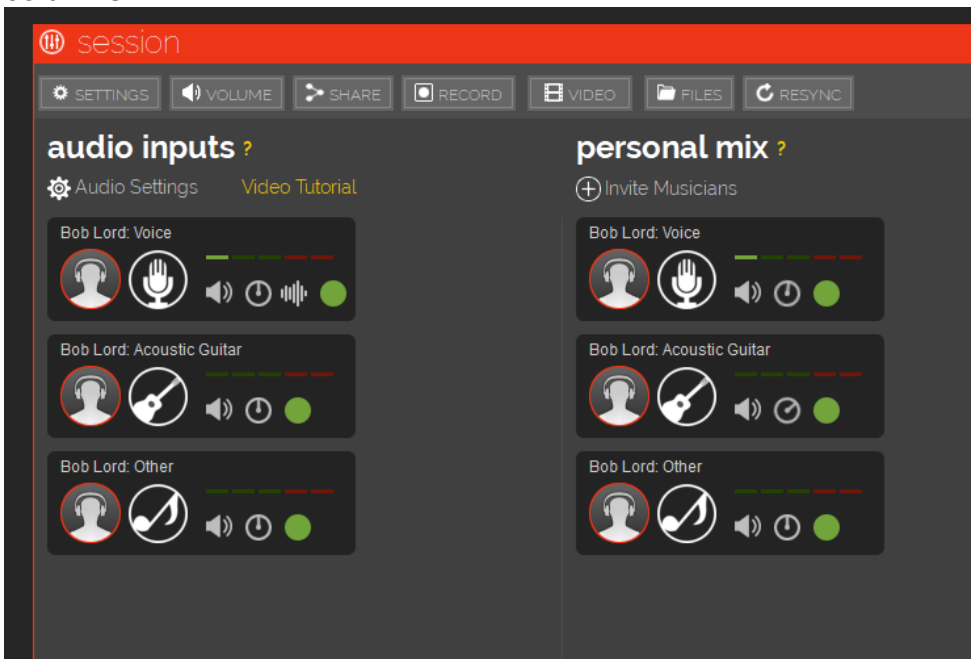 session
SETTINGS VOLUME SHARE RECORD VIDEO FILES RESYNC
audio inputs ?
Audio Settings Video Tutorial
Bob Lord: Voice
Bob Lord: Acoustic Guitar
Bob Lord: Other
personal mix ?
Invite Musicians
Bob Lord: Voice
Bob Lord: Acoustic Guitar
Bob Lord: Other